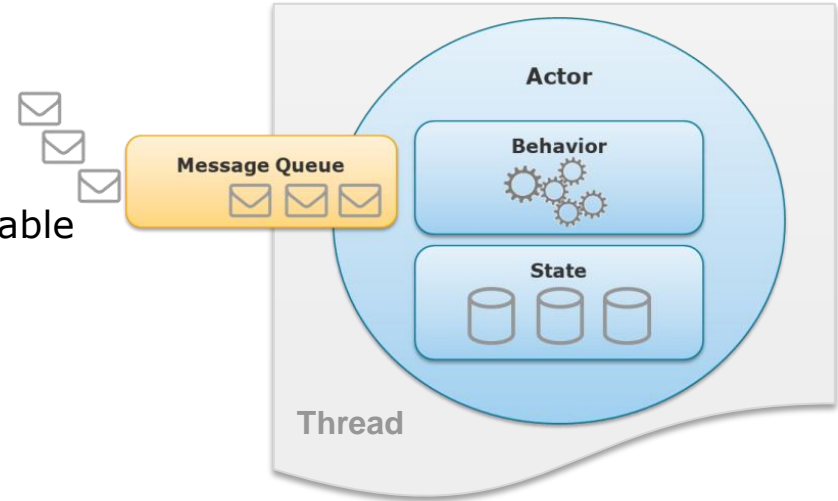 Actor
Behavior
Message Queue
able
State
Thread